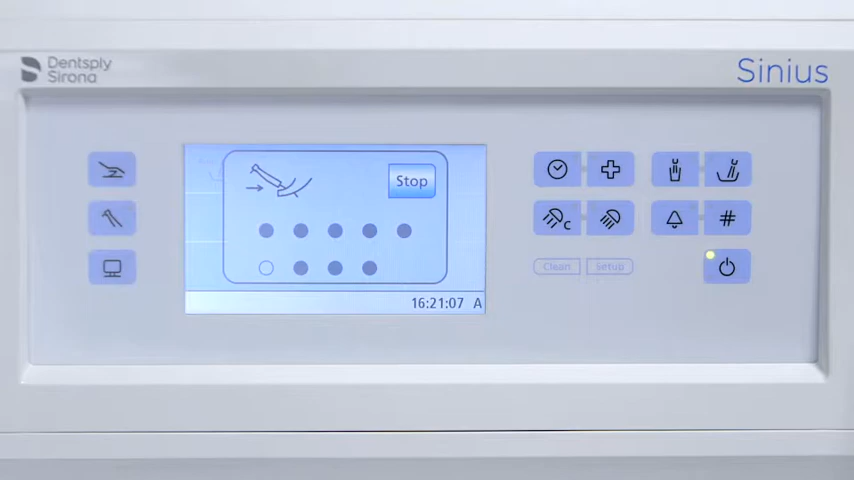 Dentsply
Sirona
Sinius
Stop
C
#
Clean
Setup
16:21:07 A